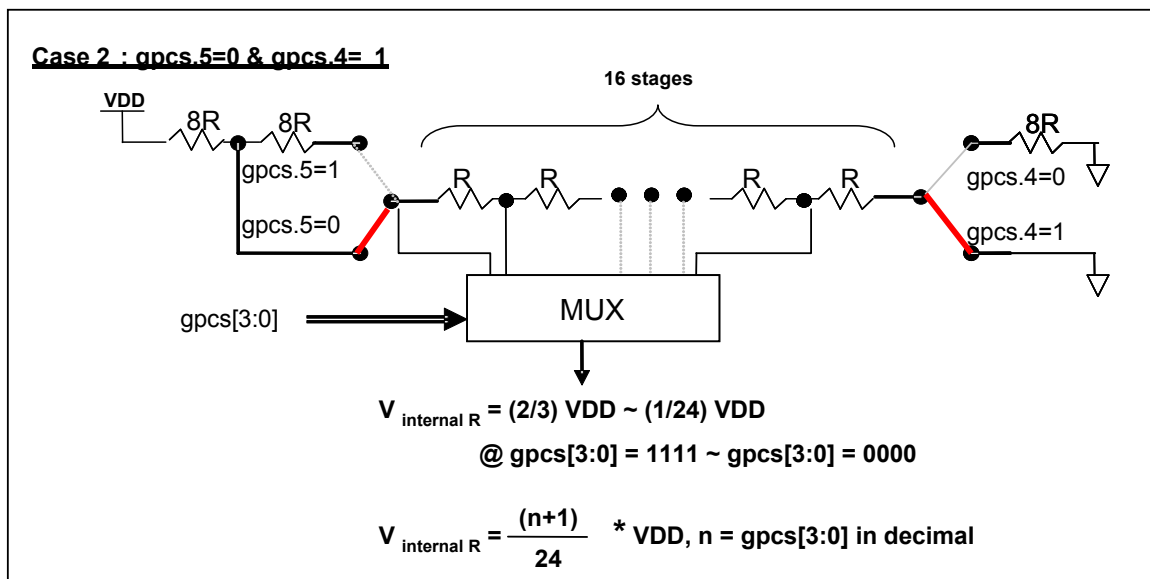 Case 2 : gpcs.5=0 & gpcs.4= 1
16 stages
VDD
8R 8R 8R
gpcs.5=1
R R R R
gpcs.4=0
gpcs.5=0
gpcs.4=1
gpcs[3:0]
MUX
V internal R = (2/3) VDD ~ (1/24) VDD
@ gpcs[3:0] = 1111 ~ gpcs[3:0] = 0000
V internal R = (n+1) / 24 * VDD, n = gpcs[3:0] in decimal